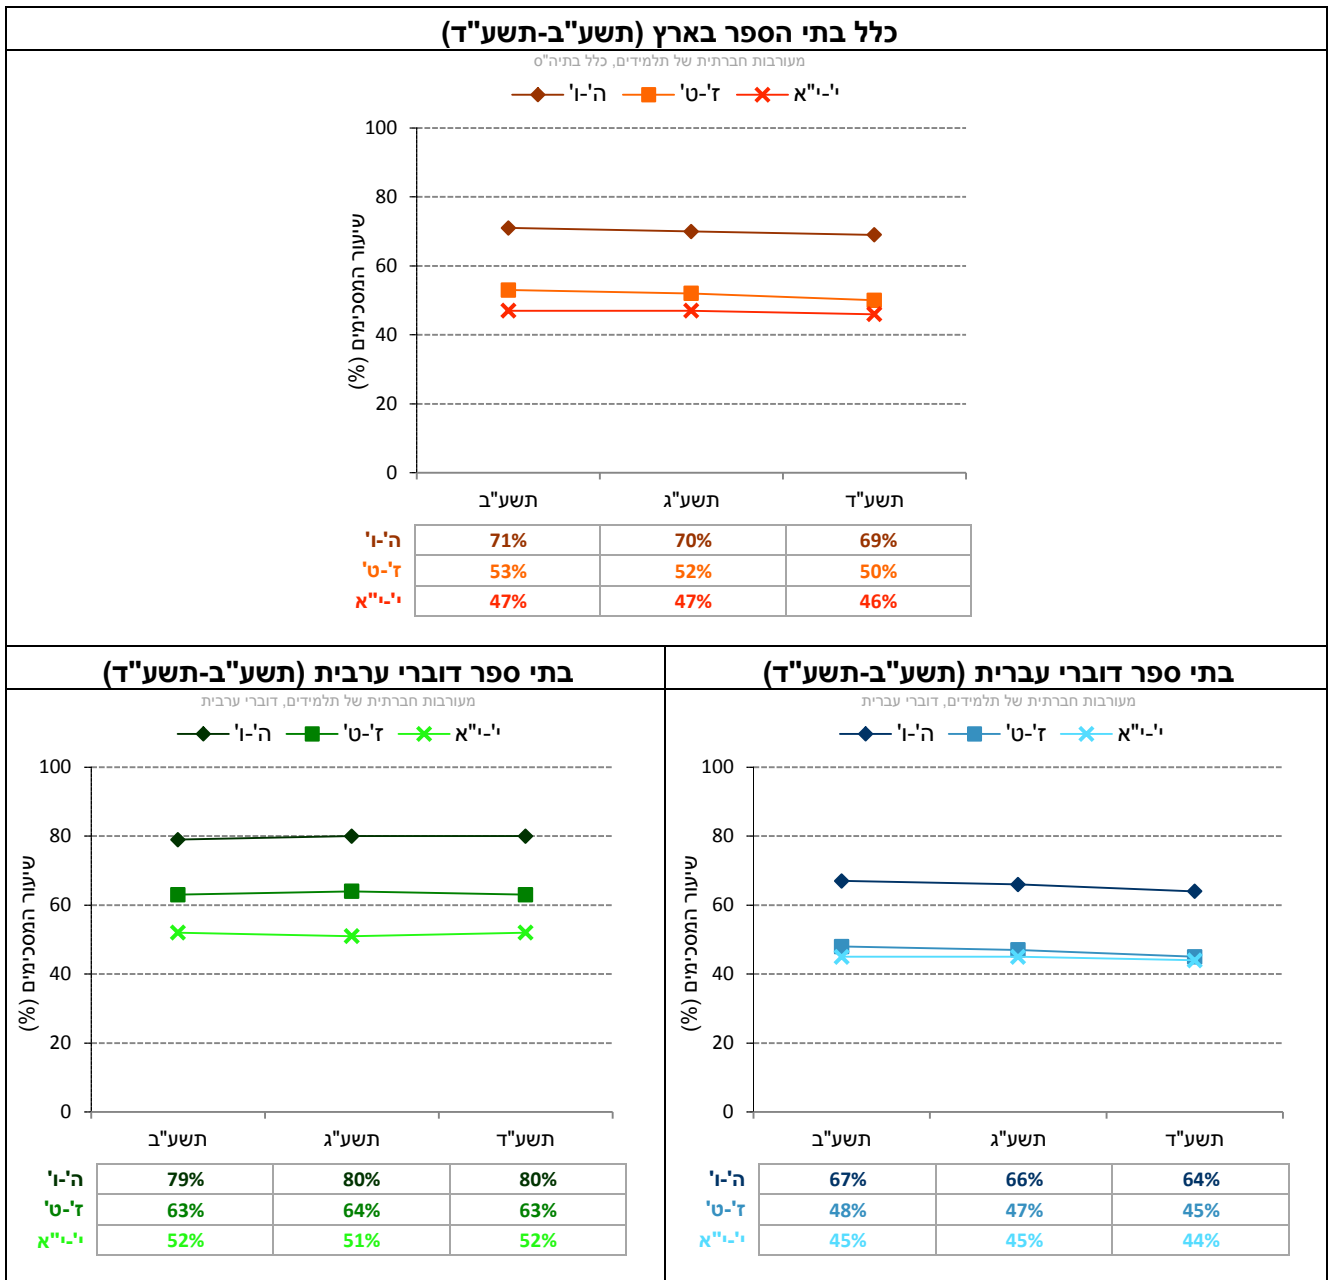 כלל בתי הספר בארץ (תשע"ב-תשע"ד)
מעורבות חברתית של תלמידים, כלל בתיה"ס
ה'-ו' ז'-ט' י'-י"א
שיעור המסכימים (%)
100
80
60
40
20
0
תשע"ב תשע"ג תשע"ד
ה'-ו' 71% 70% 69%
ז'-ט' 53% 52% 50%
י'-י"א 47% 47% 46%
בתי ספר דוברי עברית (תשע"ב-תשע"ד)
מעורבות חברתית של תלמידים, דוברי עברית
ה'-ו' ז'-ט' י'-י"א
שיעור המסכימים (%)
100
80
60
40
20
0
תשע"ב תשע"ג תשע"ד
ה'-ו' 67% 66% 64%
ז'-ט' 48% 47% 45%
י'-י"א 45% 45% 44%
בתי ספר דוברי ערבית (תשע"ב-תשע"ד)
מעורבות חברתית של תלמידים, דוברי ערבית
ה'-ו' ז'-ט' י'-י"א
שיעור המסכימים (%)
100
80
60
40
20
0
תשע"ב תשע"ג תשע"ד
ה'-ו' 79% 80% 80%
ז'-ט' 63% 64% 63%
י'-י"א 52% 51% 52%